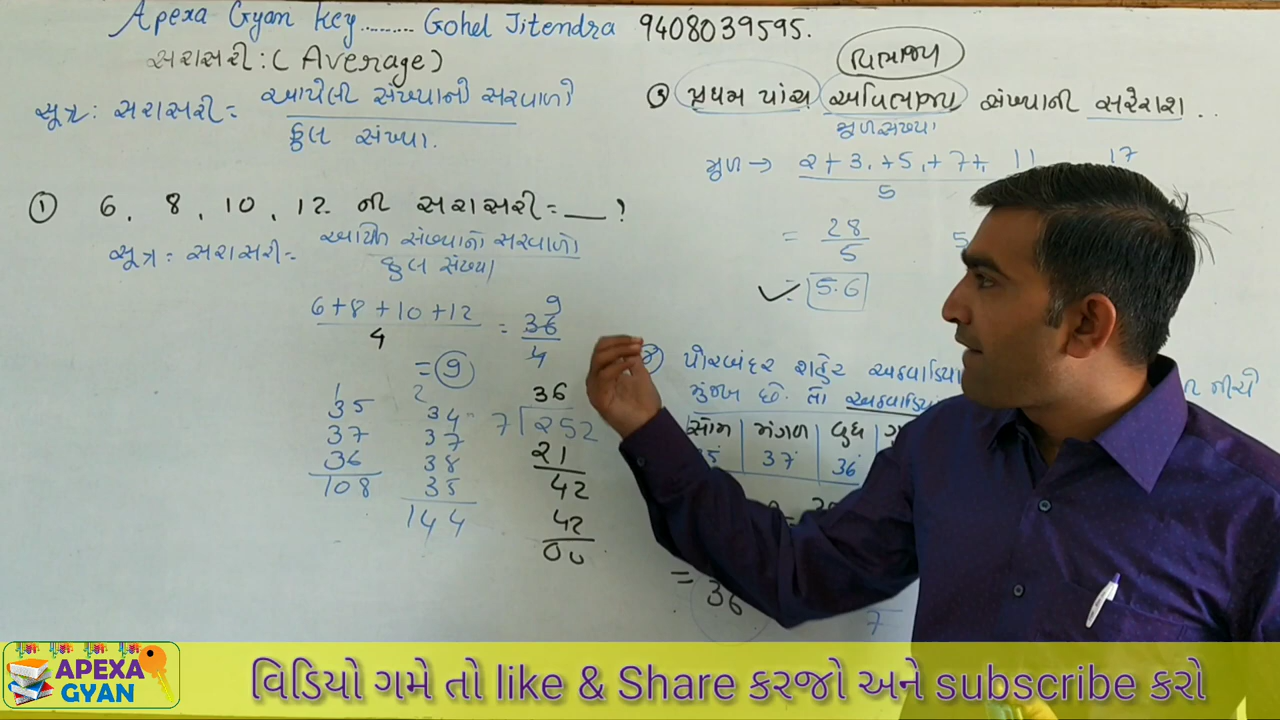 Apexa Gyan Key.......... Gohel Jitendra 9408039595.
સરાસરી : (Average)
સૂત્ર : સરાસરી = આપેલી સંખ્યાનો સરવાળો
કુલ સંખ્યા.
① 6, 8, 10, 12 ની સરાસરી = __ ?
સૂત્ર = સરાસરી = સંખ્યાનો સરવાળો
કુલ સંખ્યા
6+8+10+12 = 36 9
4 4
= 9
1
35
37
36
108
2
34
37
38
35
144
36
7 252
21
42
42
00
વિભાજ્ય
③ પ્રથમ પાંચ અવિભાજ્ય સંખ્યાની સરેરાશ ..
મૂળ સંખ્યા
મૂળ → 2 + 3 + 5 + 7 + 11 17
5
= 28
5
= 5.6
પોરબંદર શહેર અઠવાડિયા નીચે
મુજબ છે. તો અઠવાડિયા
સોમ મંગળ બુધ
35 37 36
= 36
7
APEXA
GYAN
વિડિયો ગમે તો like & Share કરજો અને subscribe કરો